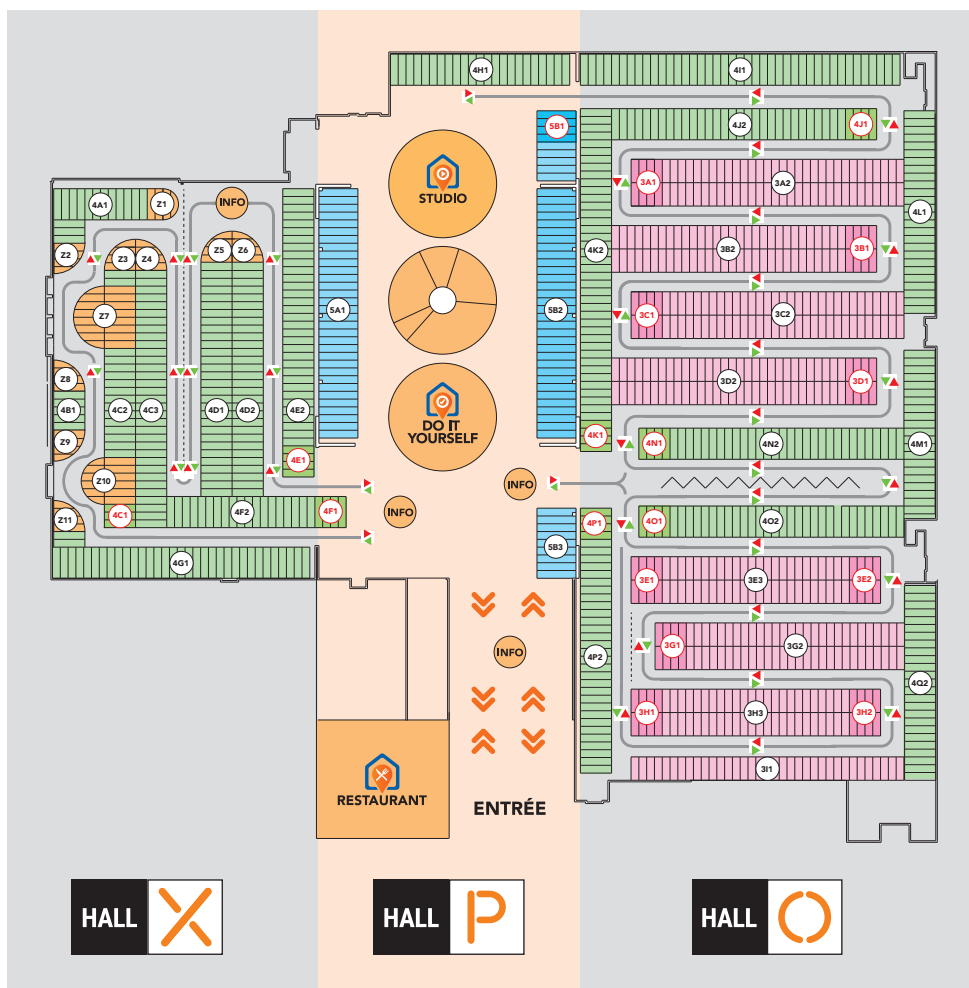 4H1
4I1
5B1
4J2
4J1
STUDIO
3A1
3A2
4A1
Z1
INFO
4L1
Z2
Z3
Z4
Z5
Z6
4K2
3B2
3B1
Z7
5A1
5B2
3C1
3C2
Z8
3D2
3D1
4B1
4C2
4C3
4D1
4D2
4E2
DO IT
YOURSELF
4K1
4N1
4N2
4M1
Z9
4E1
Z10
INFO
Z11
4C1
4F2
4F1
INFO
4P1
4O1
4O2
5B3
4G1
3E1
3E3
3E2
INFO
4P2
3G1
3G2
4Q2
3H1
3H3
3H2
3I1
RESTAURANT
ENTRÉE
HALL X
HALL P
HALL O